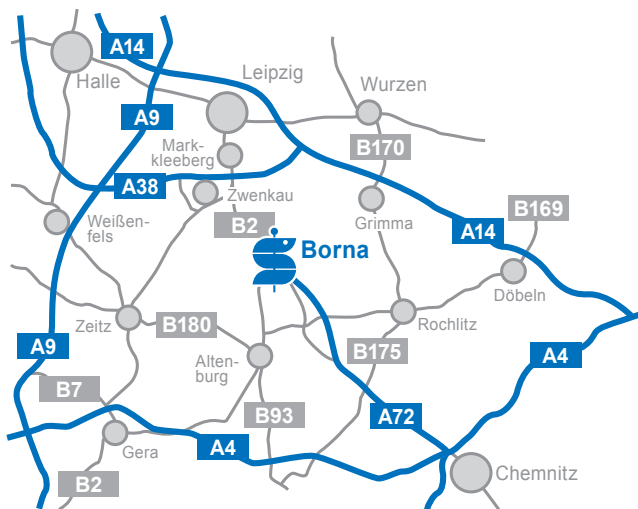 A14
Halle
Leipzig
Wurzen
A9
Mark-
kleeberg
B170
A38
Zwenkau
Grimma
B169
Weißen-
fels
B2
Borna
A14
Döbeln
Zeitz
B180
Rochlitz
A9
Alten-
burg
B175
A4
B7
B93
A72
Gera
A4
Chemnitz
B2